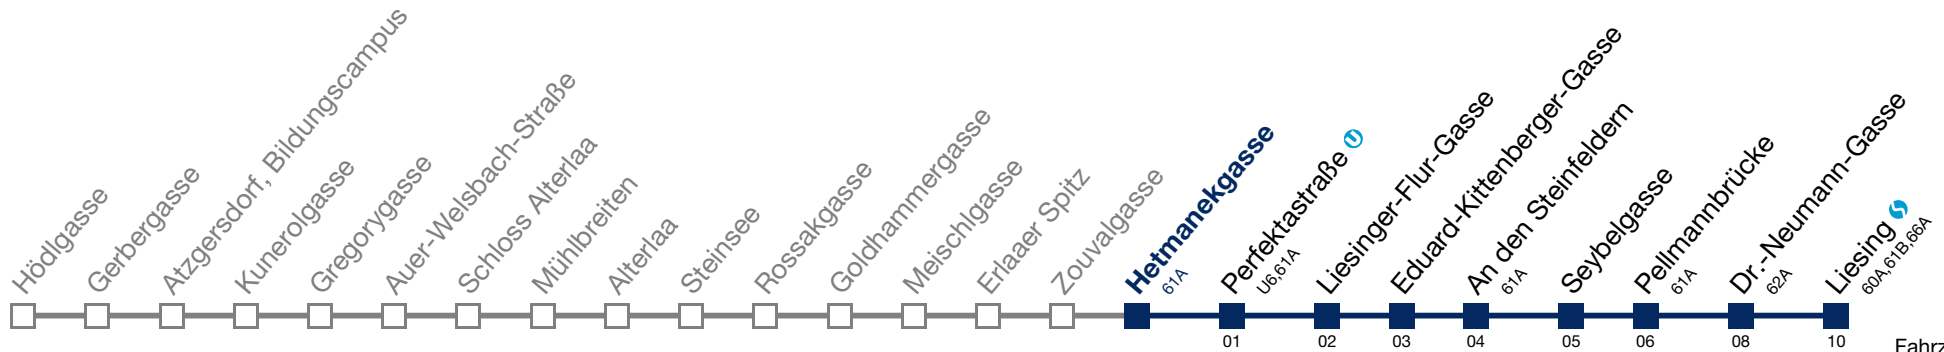 Hödlgasse
Gerbergasse
Atzgersdorf, Bildungscampus
Kunerolgasse
Gregorygasse
Auer-Welsbach-Straße
Schloss Alterlaa
Mühlbreiten
Alterlaa
Steinsee
Rossakgasse
Goldhammergasse
Meischlgasse
Erlaaer Spitz
Zouvalgasse
Hetmanekgasse
61A
Perfektastraße U
U6,61A
01
Liesinger-Flur-Gasse
02
Eduard-Kittenberger-Gasse
03
An den Steinfeldern
61A
04
Seybelgasse
05
Pellmannbrücke
61A
06
Dr.-Neumann-Gasse
62A
08
Liesing S
60A,61B,66A
10
Fahrz